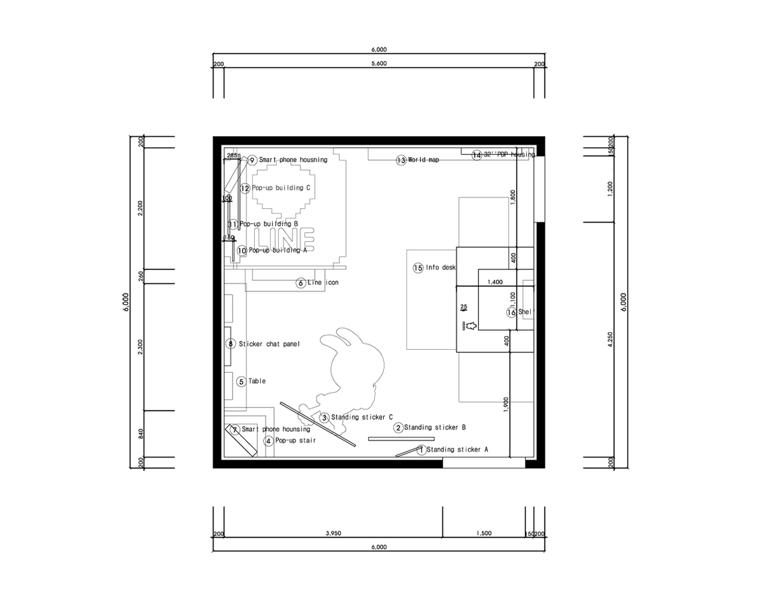 6,000
200
5,600
200
200
150
200
285
9 Smart phone housning
13 World map
14 32''PDP housing
12 Pop-up building C
1,800
1,200
2,200
100
11 Pop-up building B
LINE
10 Pop-up building A
400
15 Info desk
260
6 Line icon
1,400
6,000
6,000
1,100
25
16 Shel
8 Sticker chat panel
2,300
400
4,250
5 Table
1,900
3 Standing sticker C
2 Standing sticker B
7 Smart phone hounsing
840
4 Pop-up stair
1 Standing sticker A
200
200
200
3,950
1,500
150
200
6,000